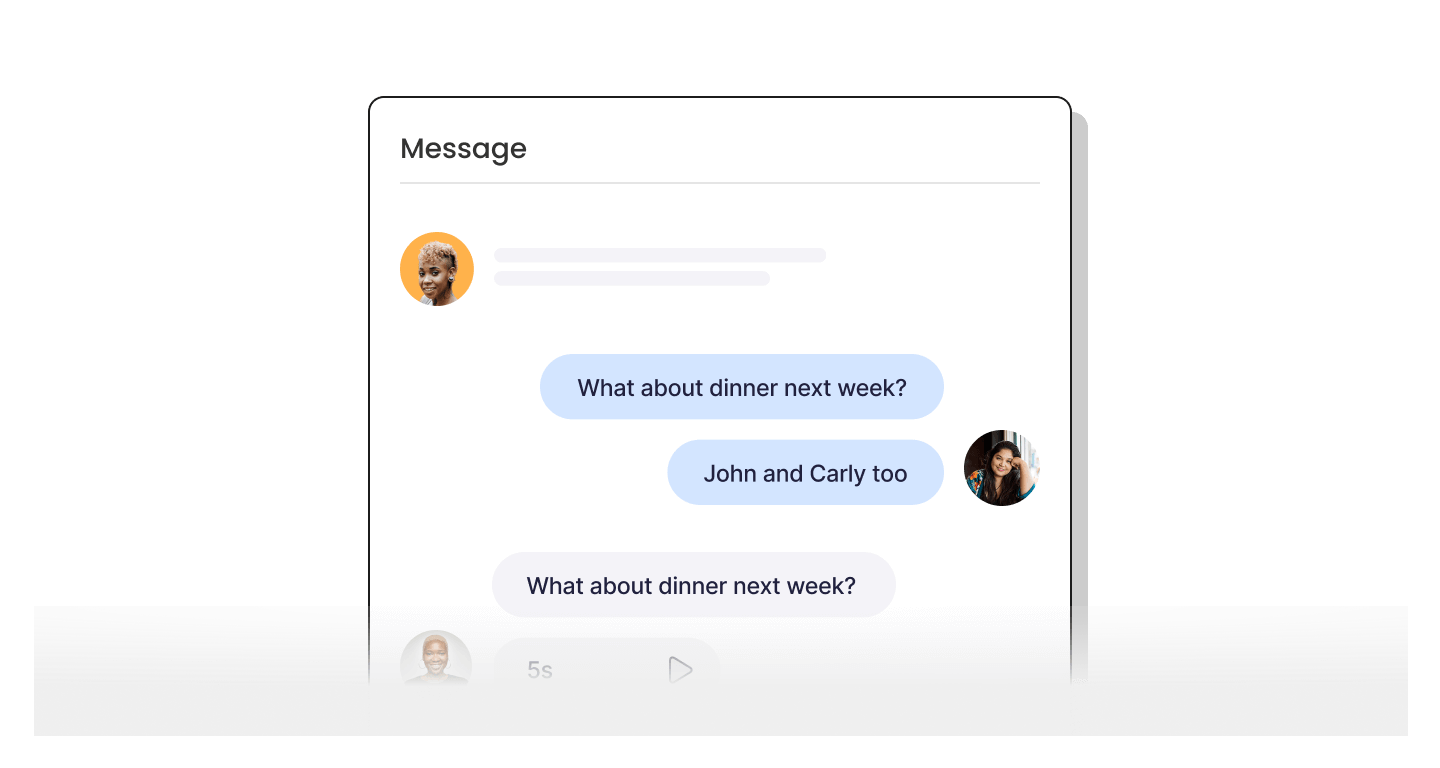 Message
What about dinner next week?
John and Carly too
What about dinner next week?
5s